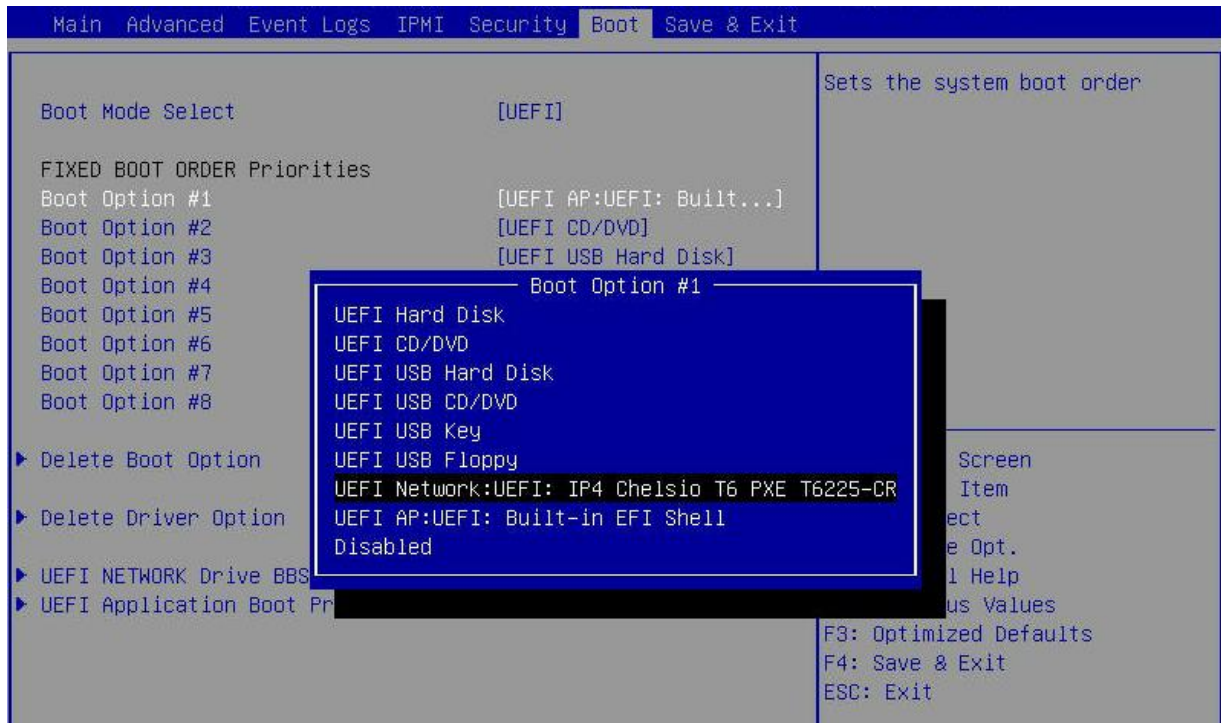 Main Advanced Event Logs IPMI Security Boot Save & Exit
Sets the system boot order
Boot Mode Select [UEFI]
FIXED BOOT ORDER Priorities
Boot Option #1 [UEFI AP:UEFI: Built...]
Boot Option #2 [UEFI CD/DVD]
Boot Option #3 [UEFI USB Hard Disk]
Boot Option #4
Boot Option #5
Boot Option #6
Boot Option #7
Boot Option #8
Delete Boot Option
Delete Driver Option
UEFI NETWORK Drive BBS
UEFI Application Boot Pr
Boot Option #1
UEFI Hard Disk
UEFI CD/DVD
UEFI USB Hard Disk
UEFI USB CD/DVD
UEFI USB Key
UEFI USB Floppy
UEFI Network:UEFI: IP4 Chelsio T6 PXE T6225-CR
UEFI AP:UEFI: Built-in EFI Shell
Disabled
Screen
Item
ect
e Opt.
l Help
us Values
F3: Optimized Defaults
F4: Save & Exit
ESC: Exit